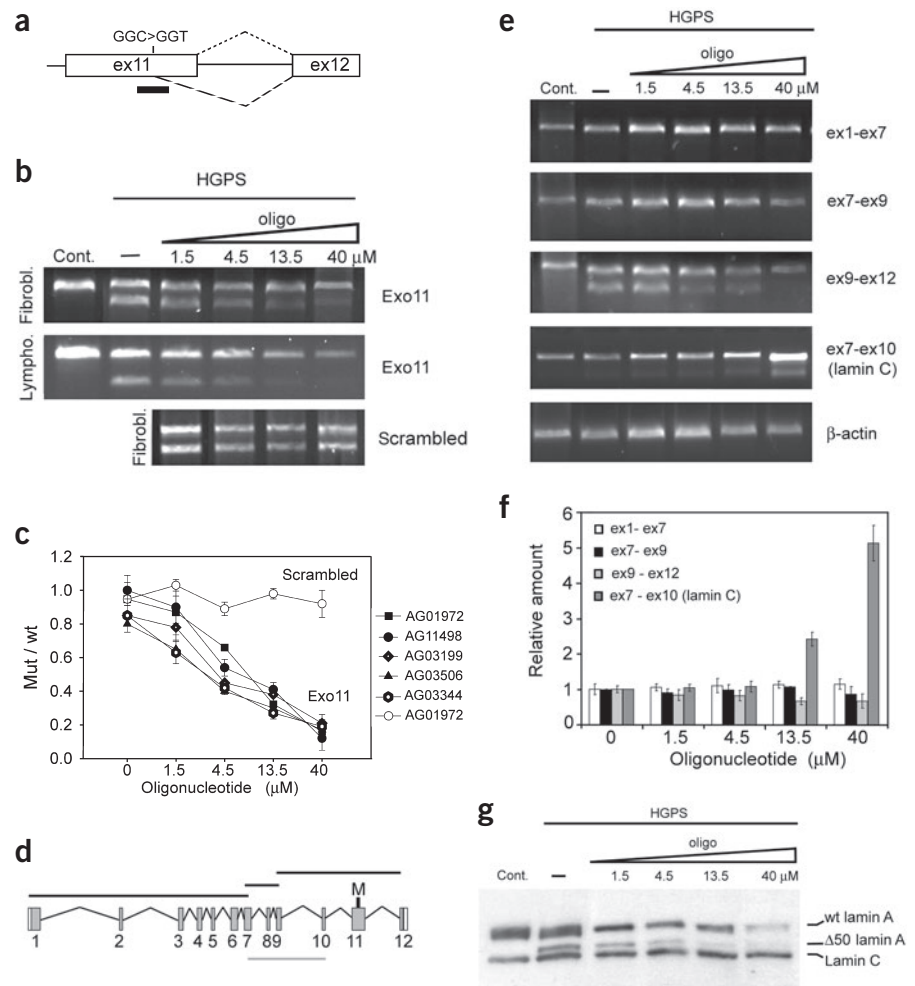 a
GGC>GGT
ex11
ex12
b
HGPS
oligo
Cont.
—
1.5
4.5
13.5
40 µM
Fibrobl.
Exo11
Lympho.
Exo11
Fibrobl.
Scrambled
c
Mut / wt
1.2
1.0
0.8
0.6
0.4
0.2
0.0
Scrambled
Exo11
0
1.5
4.5
13.5
40
Oligonucleotide (µM)
AG01972
AG11498
AG03199
AG03506
AG03344
AG01972
d
M
1
2
3
4
5
6
7
8
9
10
11
12
e
HGPS
oligo
Cont.
—
1.5
4.5
13.5
40 µM
ex1-ex7
ex7-ex9
ex9-ex12
ex7-ex10
(lamin C)
β-actin
f
Relative amount
6
5
4
3
2
1
0
ex1- ex7
ex7- ex9
ex9 - ex12
ex7 - ex10 (lamin C)
0
1.5
4.5
13.5
40
Oligonucleotide (µM)
g
HGPS
oligo
Cont.
—
1.5
4.5
13.5
40 µM
wt lamin A
Δ50 lamin A
Lamin C